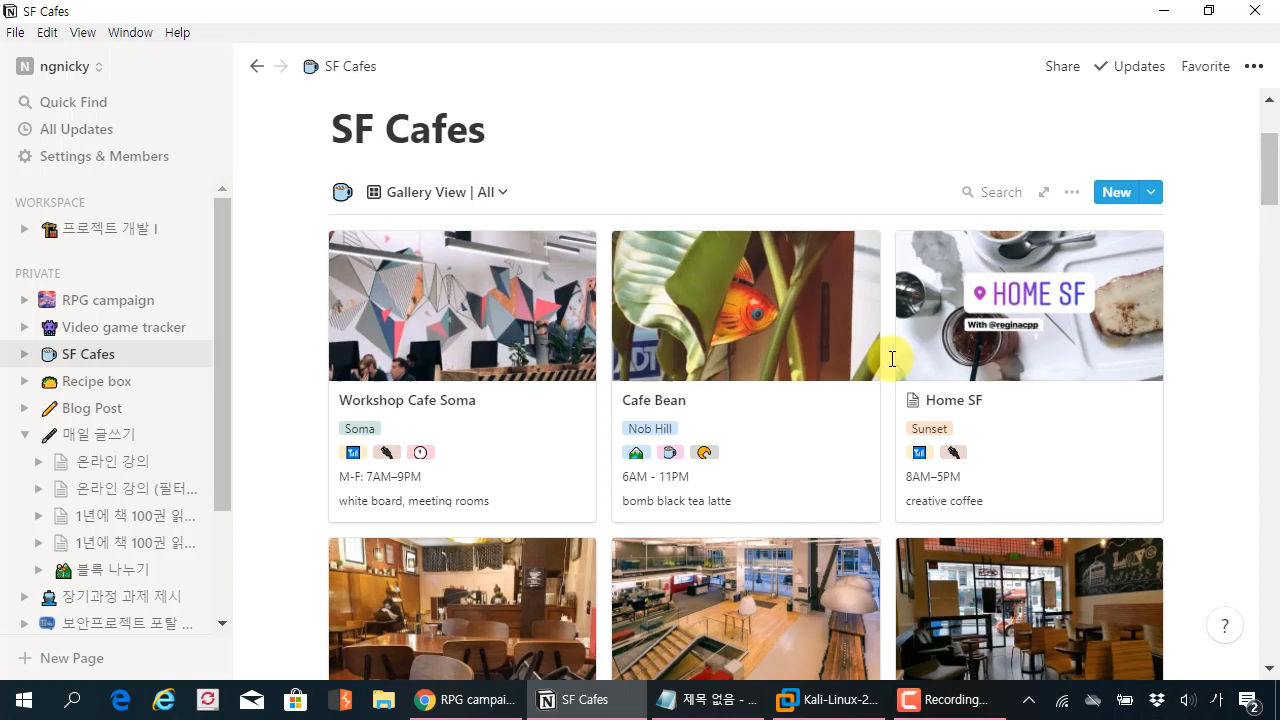 SF Cafes
File Edit View Window Help
N ngnicky
Quick Find
All Updates
Settings & Members
WORKSPACE
프로젝트 개발 I
PRIVATE
RPG campaign
Video game tracker
SF Cafes
Recipe box
Blog Post
매일 글쓰기
온라인 강의
온라인 강의 (필터...
1년에 책 100권 읽...
1년에 책 100권 읽...
블록 나누기
장기과정 과제 제시
보안프로젝트 포탈 ...
New Page
SF Cafes
Share Updates Favorite
SF Cafes
Gallery View | All
Search New
HOME SF
With @reginacpp
Workshop Cafe Soma
Soma
M-F: 7AM–9PM
white board, meeting rooms
Cafe Bean
Nob Hill
6AM - 11PM
bomb black tea latte
Home SF
Sunset
8AM–5PM
creative coffee
?
RPG campai...
SF Cafes
제목 없음 - ...
Kali-Linux-2...
Recording...
가
2